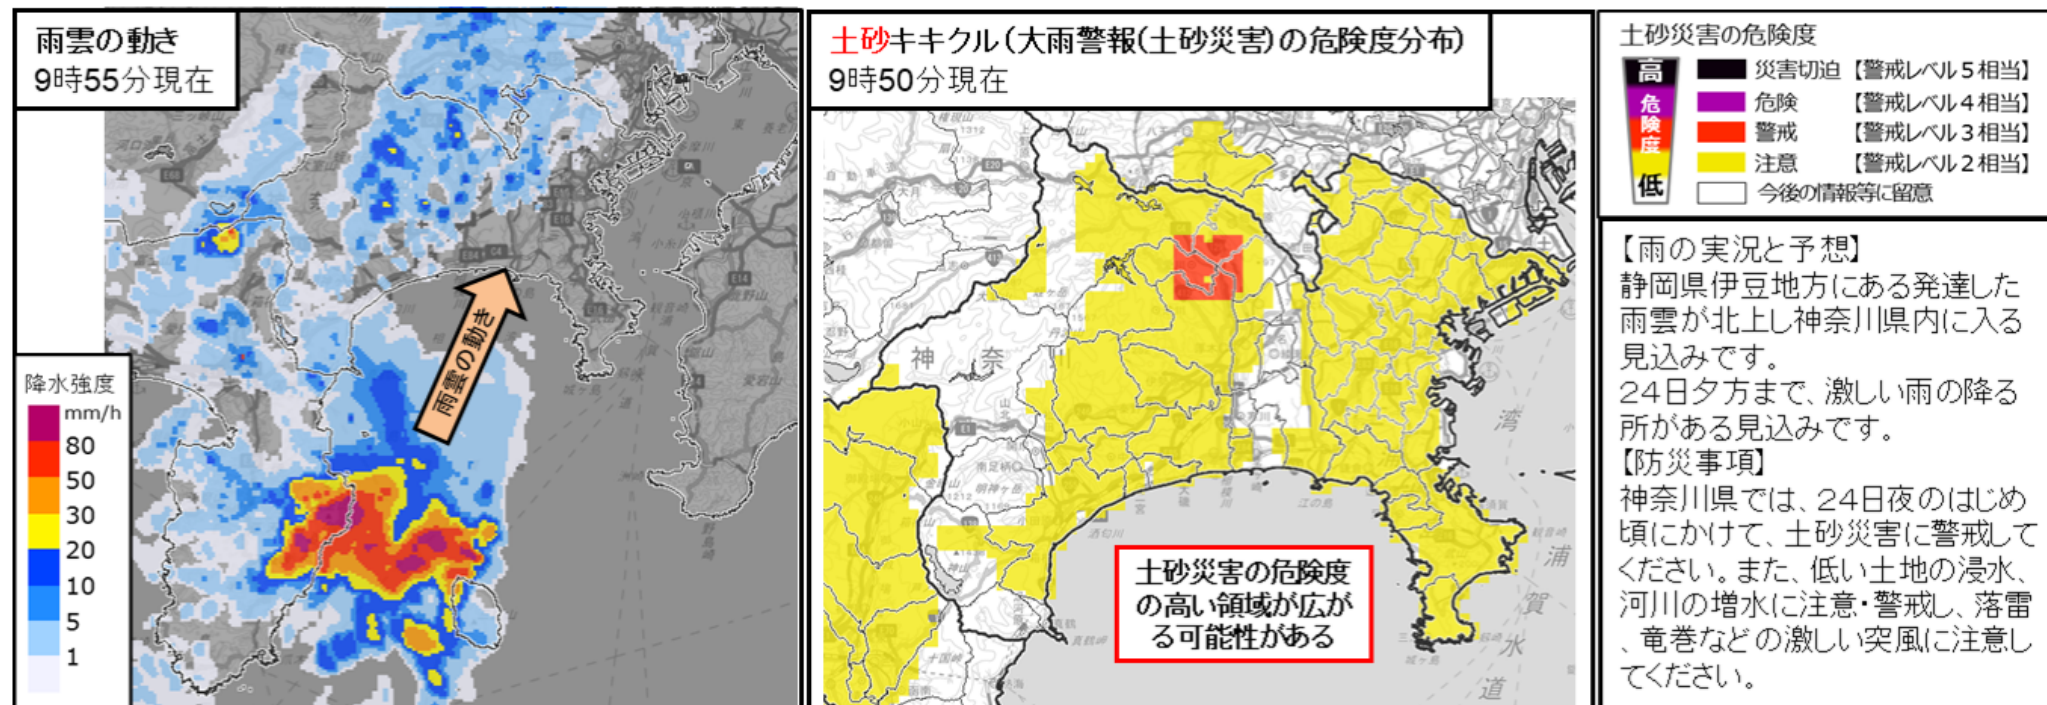 雨雲の動き
9時55分現在
雨雲の動き
降水強度
mm/h
80
50
30
20
10
5
1
土砂キキクル(大雨警報(土砂災害)の危険度分布)
9時50分現在
神奈川
湾
浦
賀
水
道
土砂災害の危険度
の高い領域が広が
る可能性がある
土砂災害の危険度
高
危険度
低
災害切迫【警戒レベル5相当】
危険 【警戒レベル4相当】
警戒 【警戒レベル3相当】
注意 【警戒レベル2相当】
今後の情報等に留意
【雨の実況と予想】
静岡県伊豆地方にある発達した
雨雲が北上し神奈川県内に入る
見込みです。
24日夕方まで、激しい雨の降る
所がある見込みです。
【防災事項】
神奈川県では、24日夜のはじめ
頃にかけて、土砂災害に警戒して
ください。また、低い土地の浸水、
河川の増水に注意・警戒し、落雷
、竜巻などの激しい突風に注意し
てください。